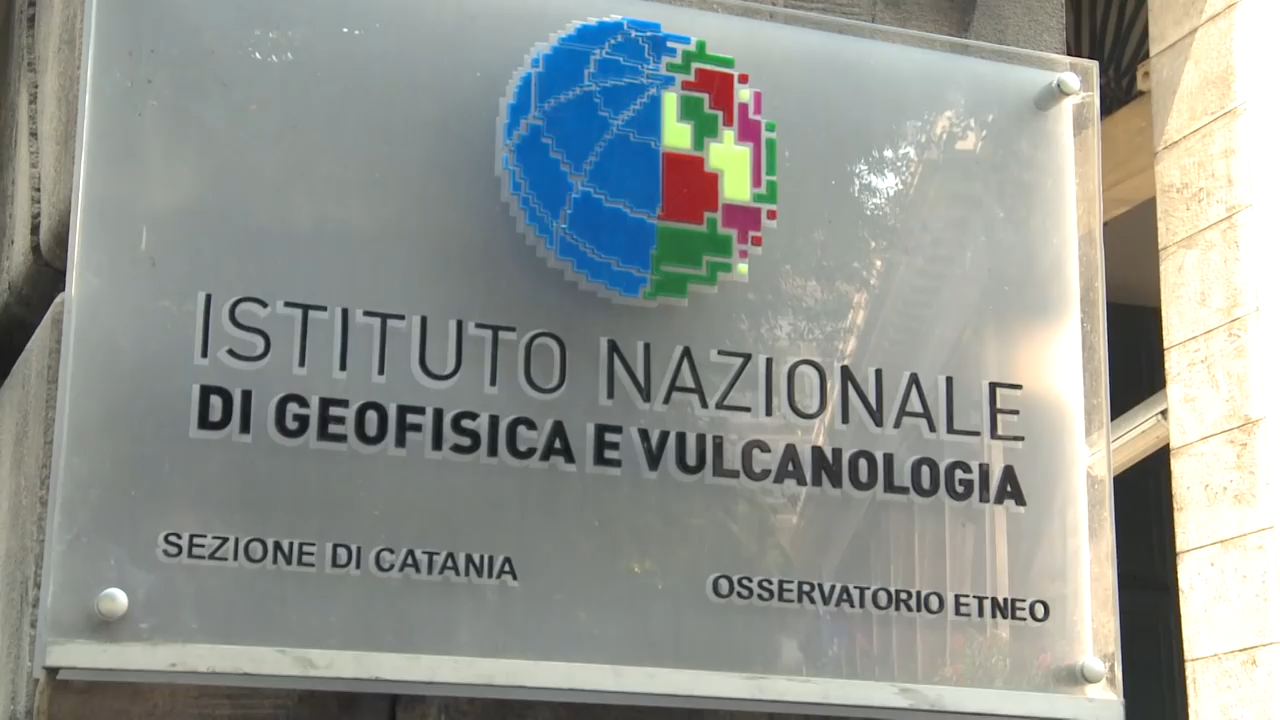 ISTITUTO NAZIONALE
DI GEOFISICA E VULCANOLOGIA
SEZIONE DI CATANIA
OSSERVATORIO ETNEO